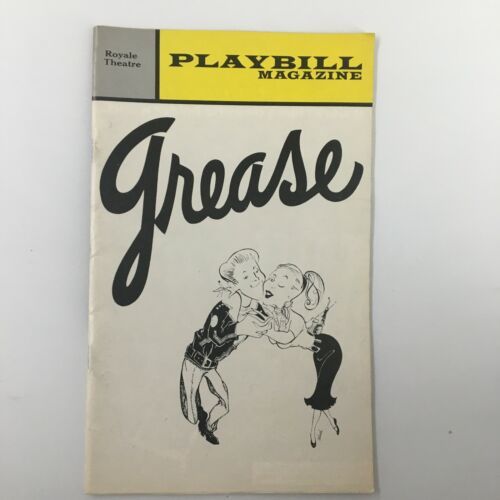 Royale
Theatre
PLAYBILL
MAGAZINE
Grease